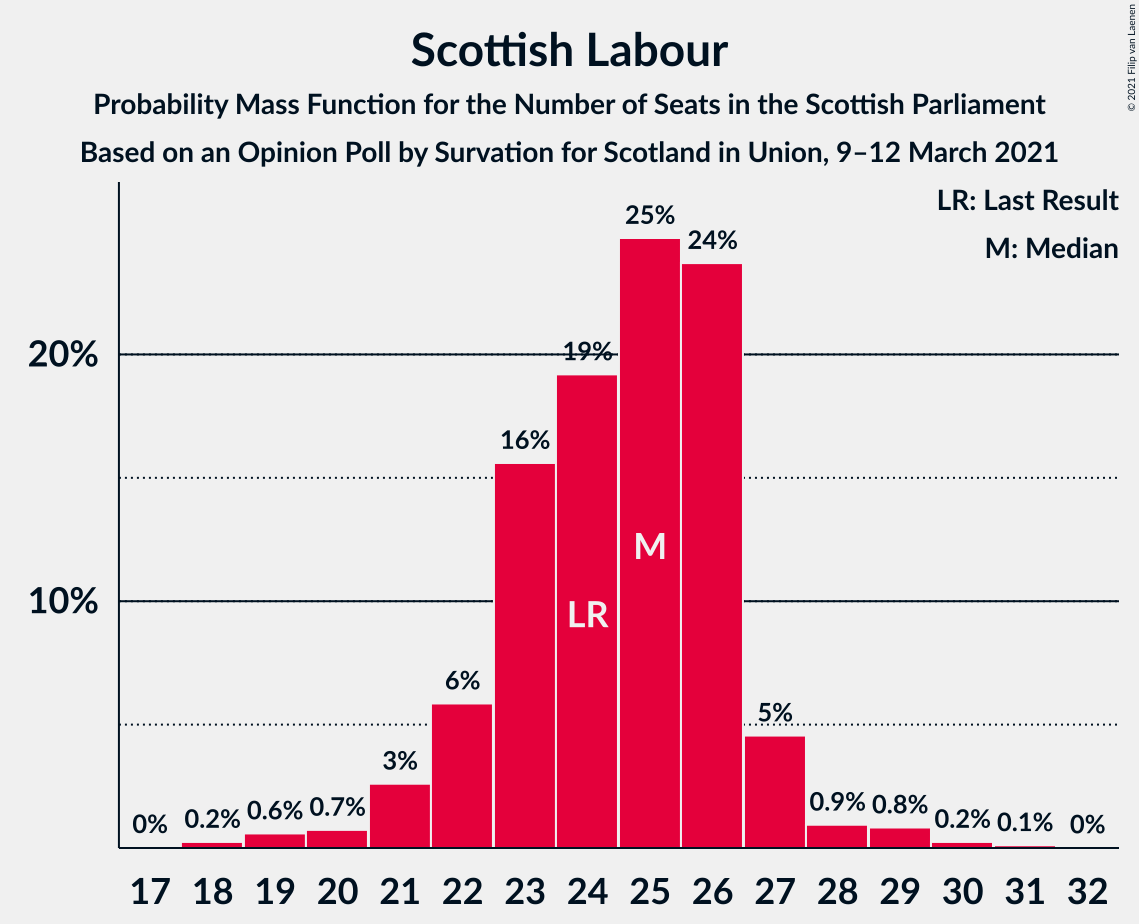 Scottish Labour
Probability Mass Function for the Number of Seats in the Scottish Parliament
Based on an Opinion Poll by Survation for Scotland in Union, 9–12 March 2021
© 2021 Filip van Laenen
LR: Last Result
M: Median
20%
10%
0%
0.2%
0.6%
0.7%
3%
6%
16%
19%
25%
24%
5%
0.9%
0.8%
0.2%
0.1%
0%
LR
M
17 18 19 20 21 22 23 24 25 26 27 28 29 30 31 32